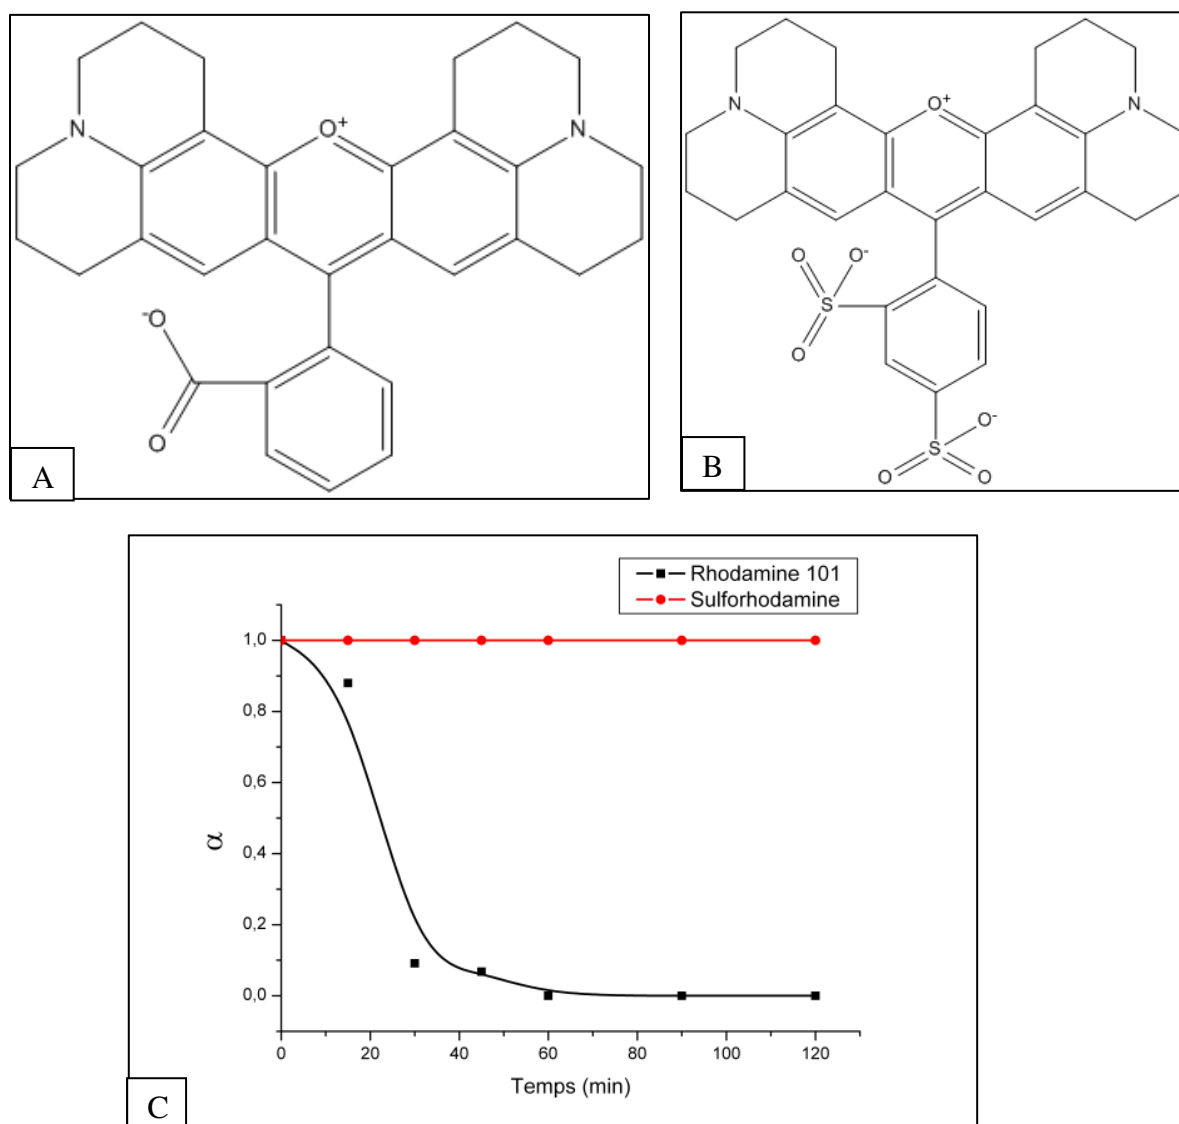 N
O⁺
N
⁻O
O
A
N
O⁺
N
O
O⁻
S
O
O⁻
S
O
O
B
Rhodamine 101
Sulforhodamine
1,0
0,8
0,6
0,4
0,2
0,0
α
0 20 40 60 80 100 120
Temps (min)
C